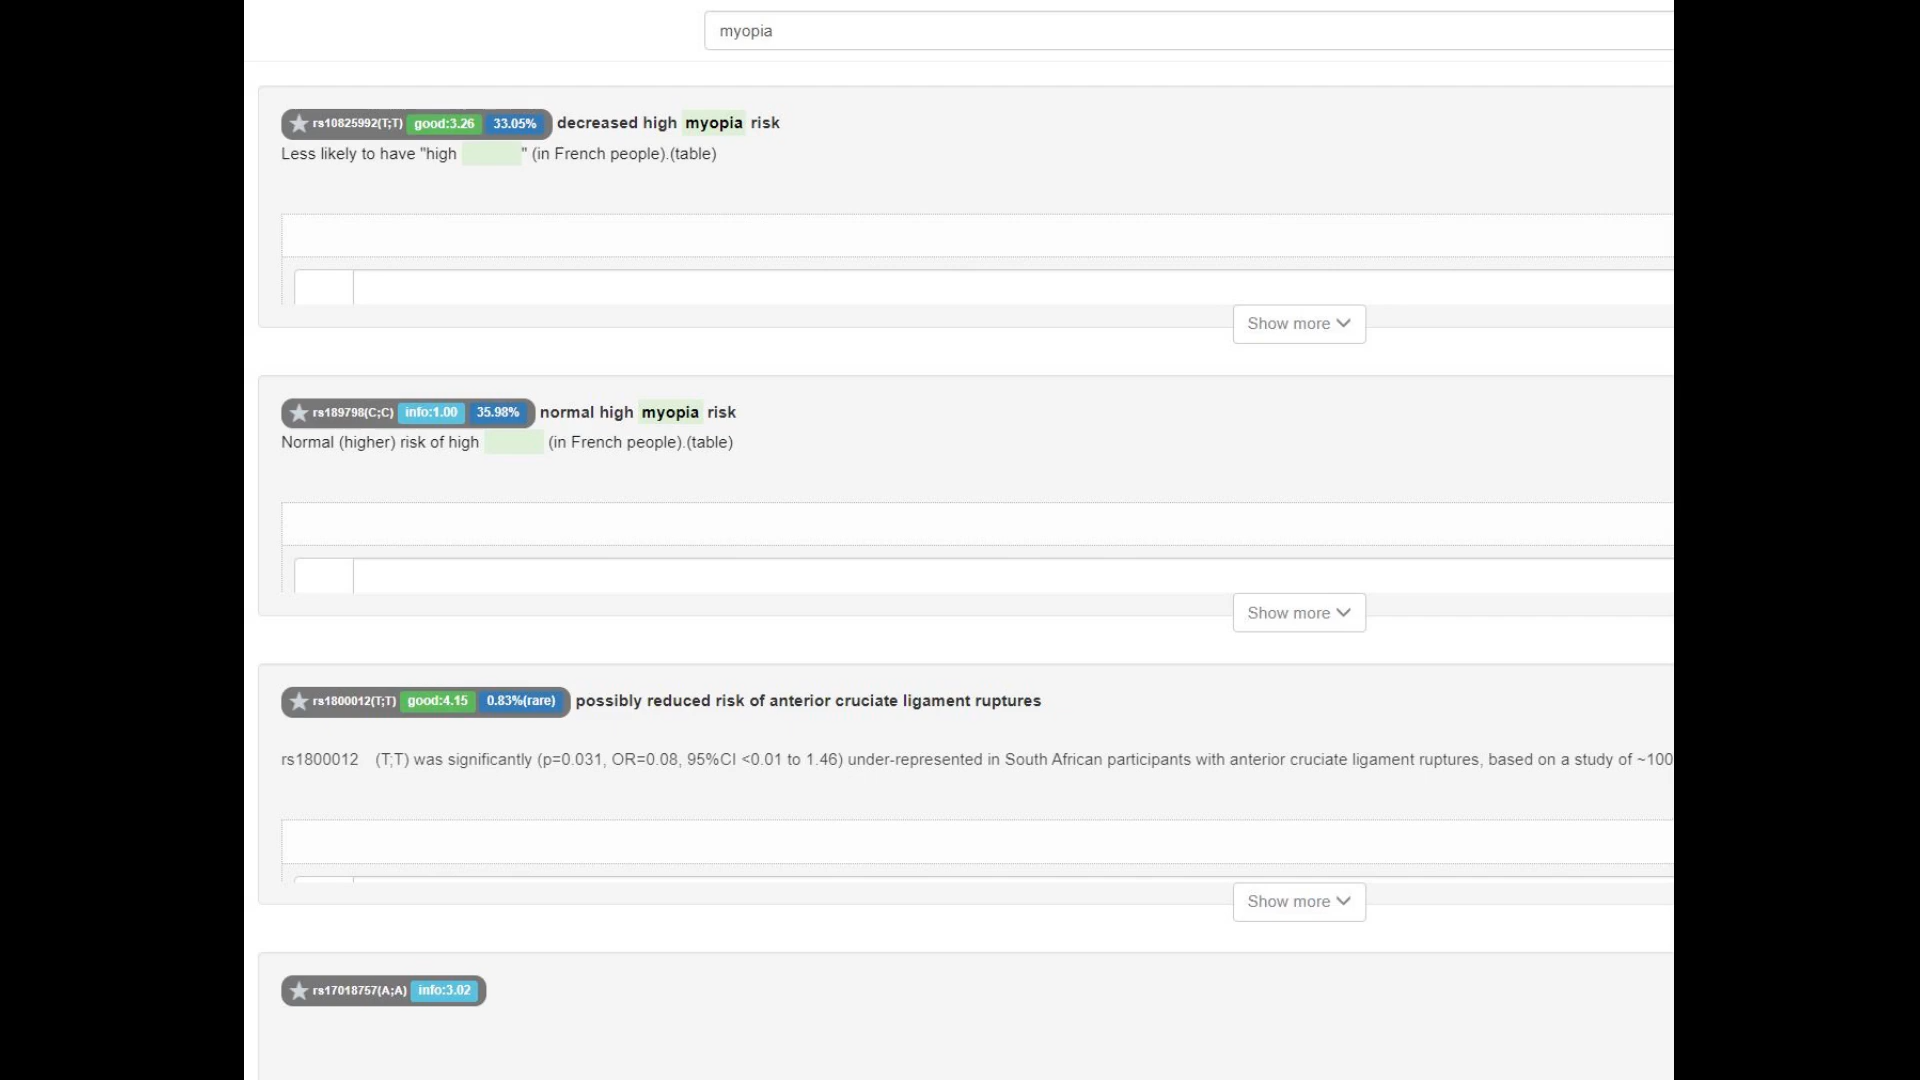 myopia
rs10825992(T;T) good:3.26 33.05% decreased high myopia risk
Less likely to have "high " (in French people).(table)
Show more
rs189798(C;C) info:1.00 35.98% normal high myopia risk
Normal (higher) risk of high (in French people).(table)
Show more
rs1800012(T;T) good:4.15 0.83%(rare) possibly reduced risk of anterior cruciate ligament ruptures
rs1800012 (T;T) was significantly (p=0.031, OR=0.08, 95%CI <0.01 to 1.46) under-represented in South African participants with anterior cruciate ligament ruptures, based on a study of ~100
Show more
rs17018757(A;A) info:3.02